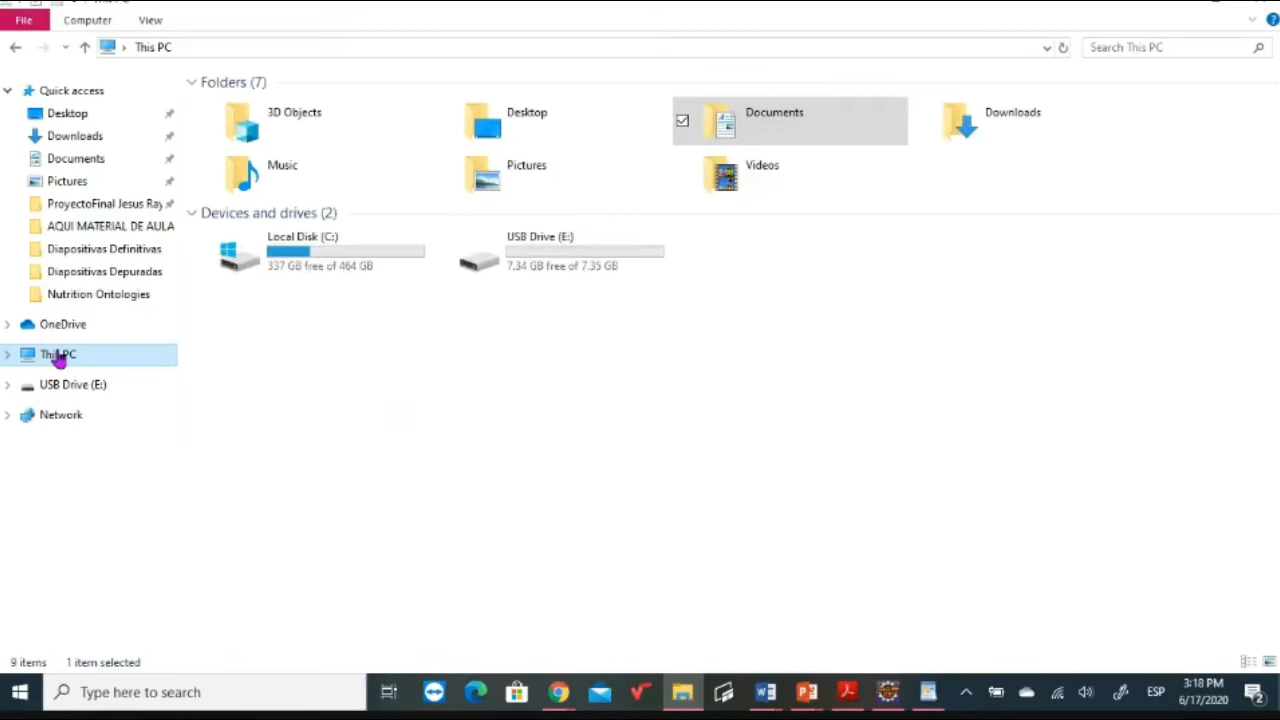 File Computer View
This PC
Search This PC
Quick access
Desktop
Downloads
Documents
Pictures
ProyectoFinal Jesus Ray
AQUI MATERIAL DE AULA
Diapositivas Definitivas
Diapositivas Depuradas
Nutrition Ontologies
OneDrive
This PC
USB Drive (E:)
Network
Folders (7)
3D Objects
Desktop
Documents
Downloads
Music
Pictures
Videos
Devices and drives (2)
Local Disk (C:)
337 GB free of 464 GB
USB Drive (E:)
7.34 GB free of 7.35 GB
9 items 1 item selected
Type here to search
ESP
3:18 PM
6/17/2020
2